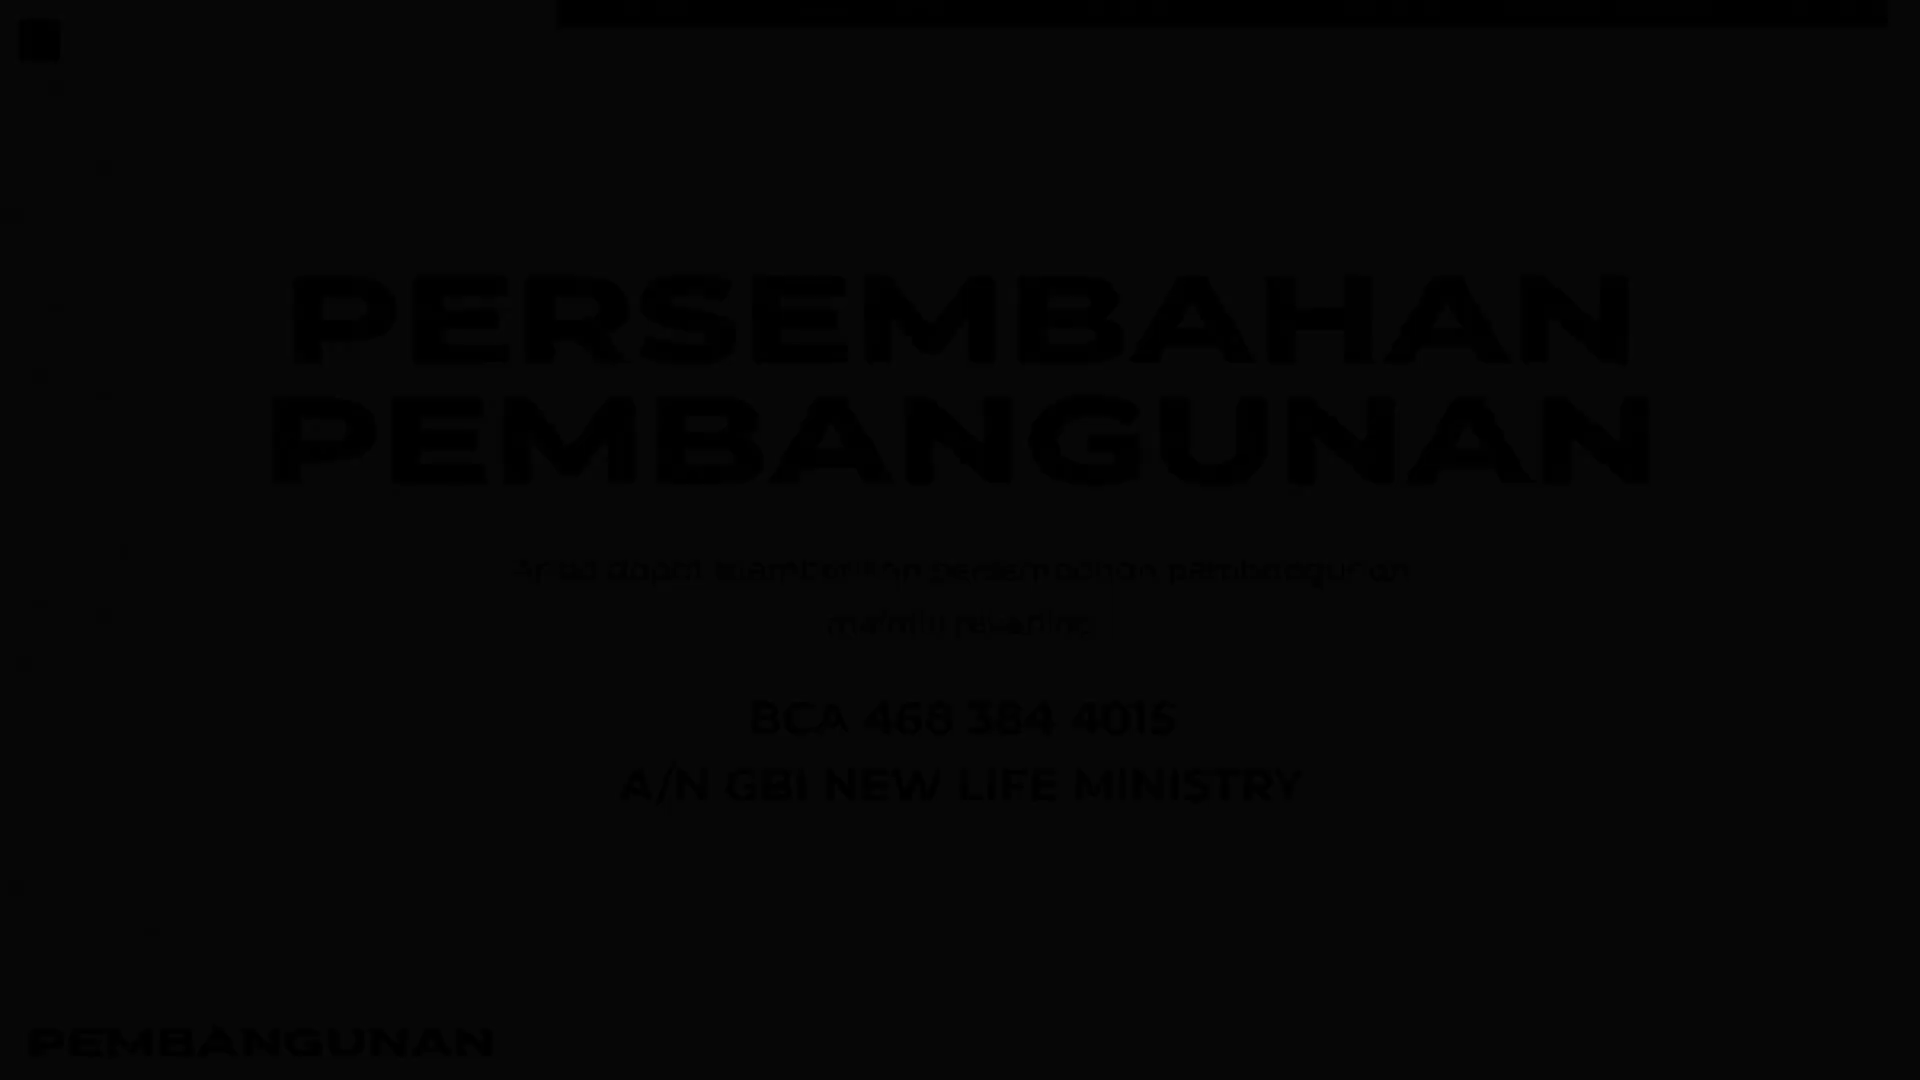 PERSEMBAHAN
PEMBANGUNAN
Anda dapat memberikan persembahan pembangunan
melalui rekening
BCA 468 384 4015
A/N GBI NEW LIFE MINISTRY
PEMBANGUNAN